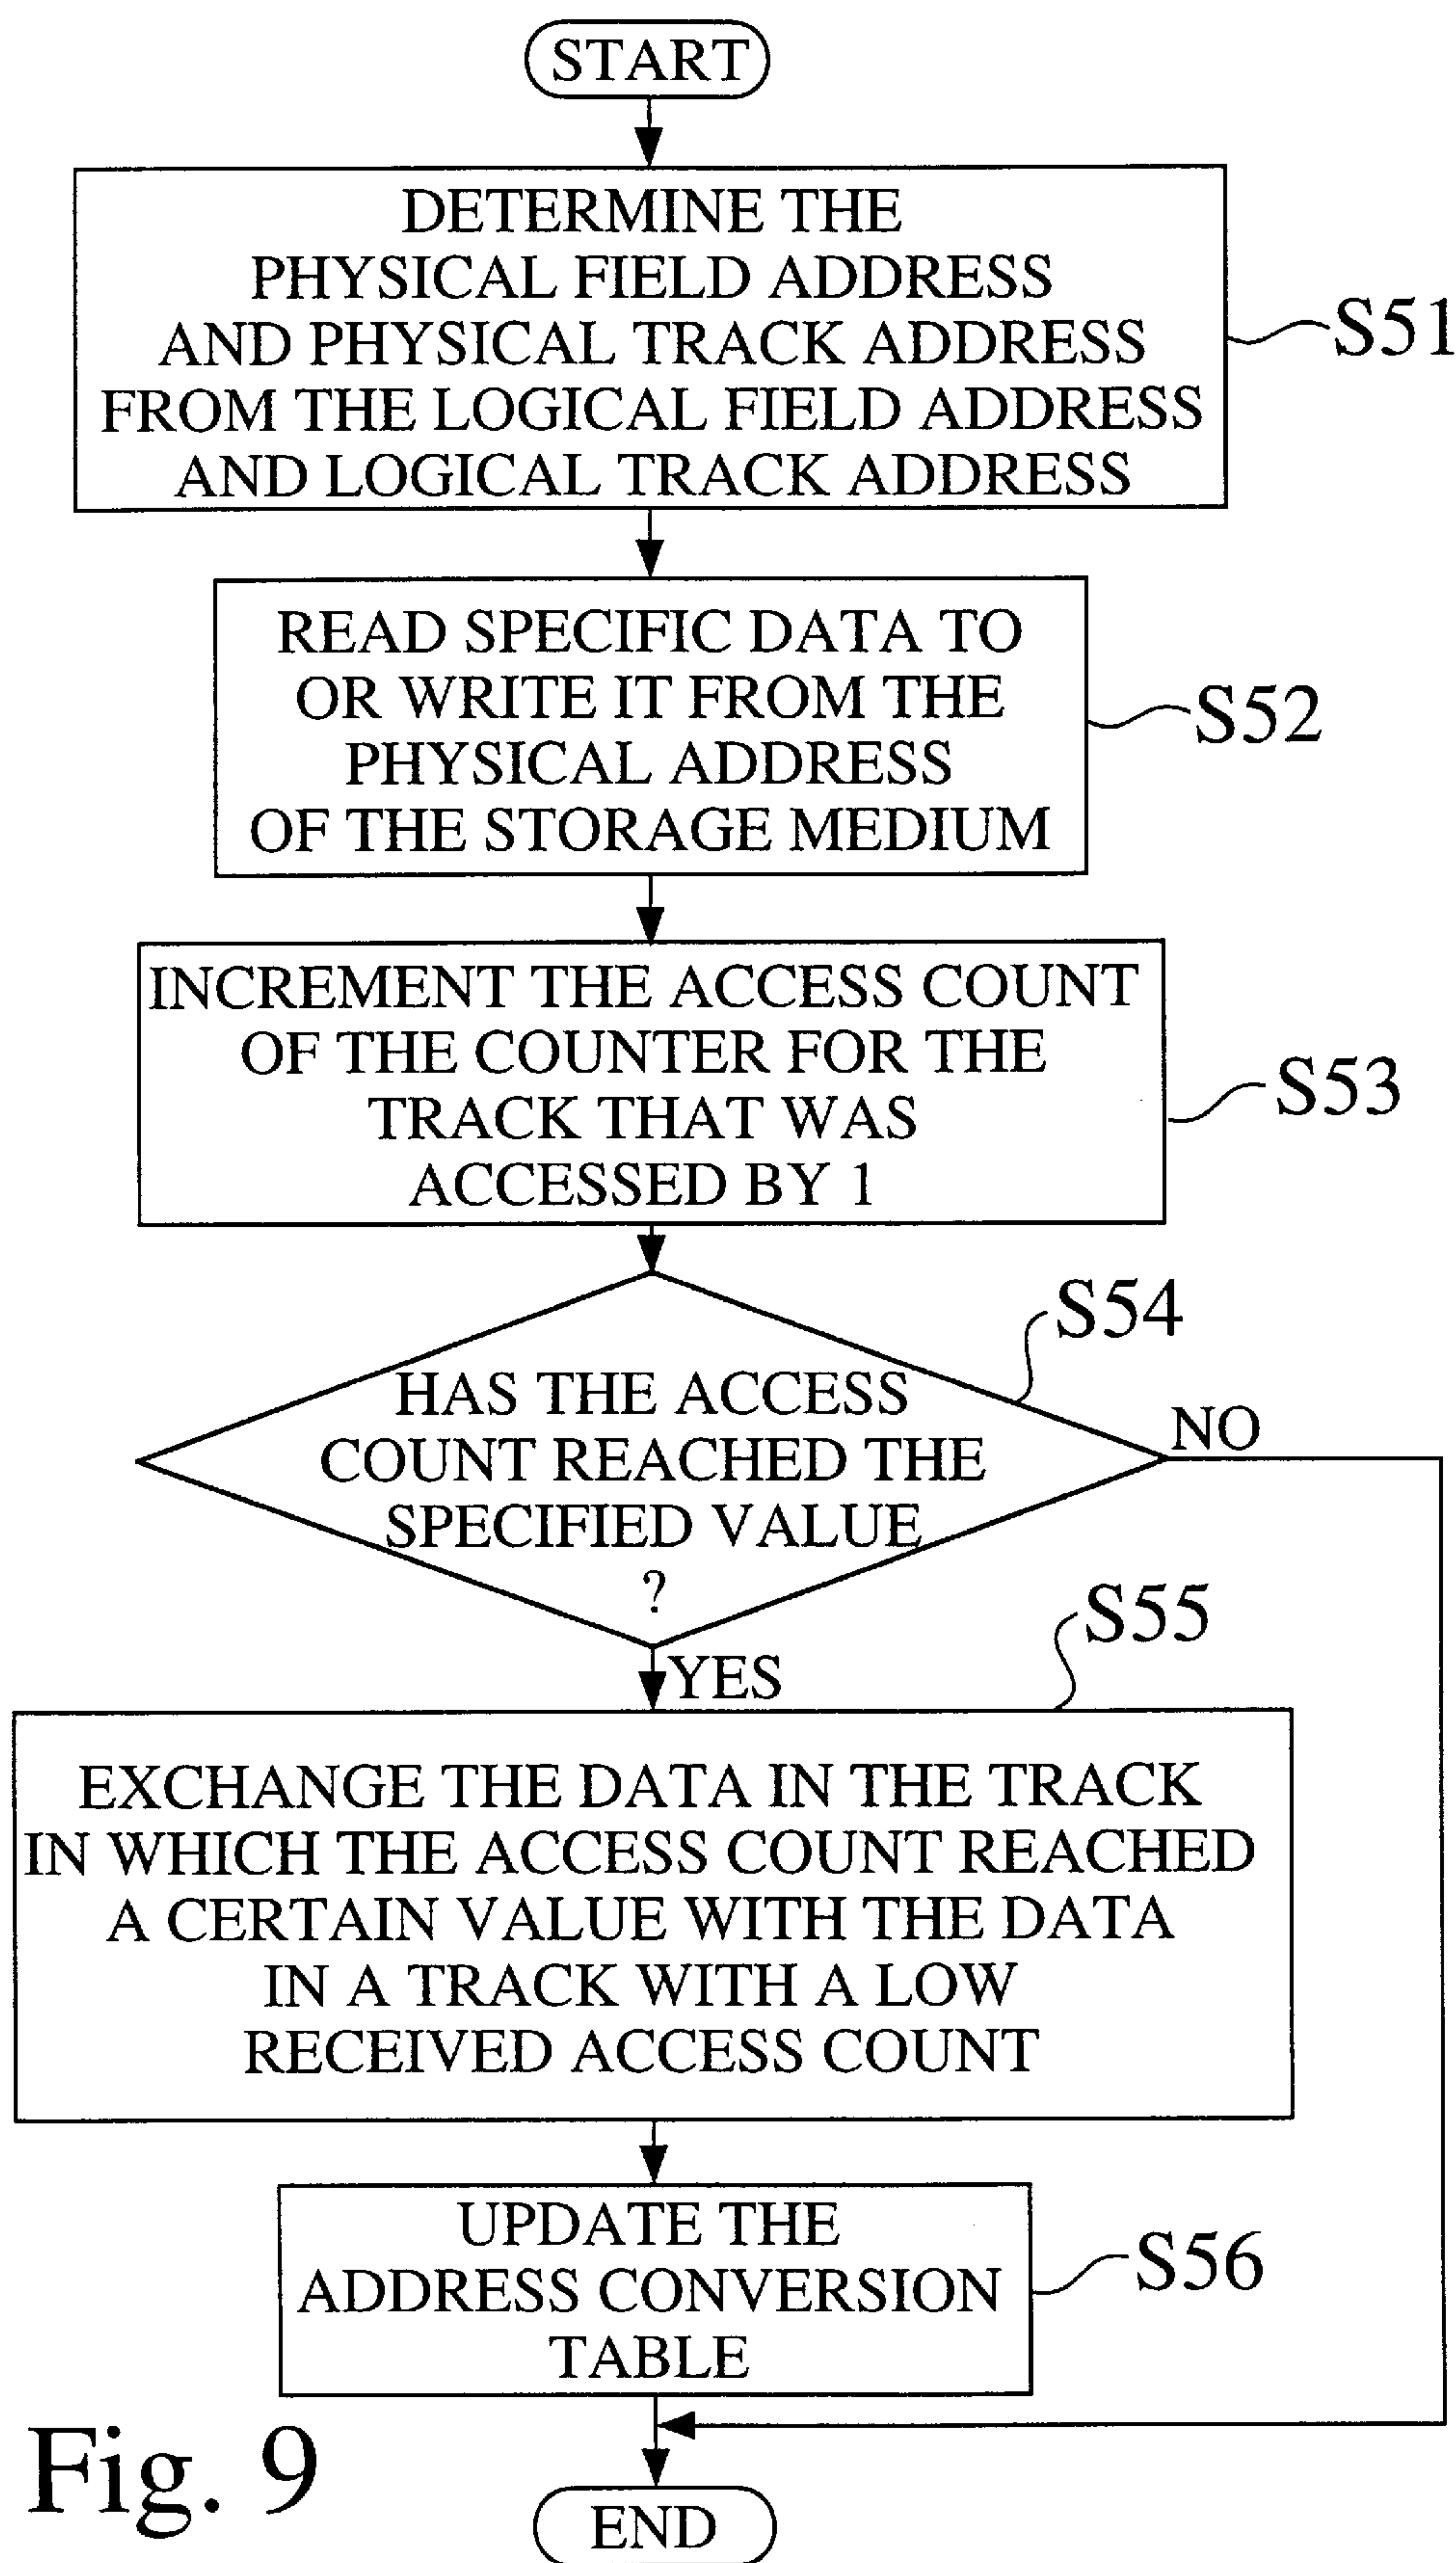 START
DETERMINE THE
PHYSICAL FIELD ADDRESS
AND PHYSICAL TRACK ADDRESS
FROM THE LOGICAL FIELD ADDRESS
AND LOGICAL TRACK ADDRESS
S51
READ SPECIFIC DATA TO
OR WRITE IT FROM THE
PHYSICAL ADDRESS
OF THE STORAGE MEDIUM
S52
INCREMENT THE ACCESS COUNT
OF THE COUNTER FOR THE
TRACK THAT WAS
ACCESSED BY 1
S53
S54
HAS THE ACCESS
COUNT REACHED THE
SPECIFIED VALUE
?
NO
YES
S55
EXCHANGE THE DATA IN THE TRACK
IN WHICH THE ACCESS COUNT REACHED
A CERTAIN VALUE WITH THE DATA
IN A TRACK WITH A LOW
RECEIVED ACCESS COUNT
UPDATE THE
ADDRESS CONVERSION
TABLE
S56
END
Fig. 9